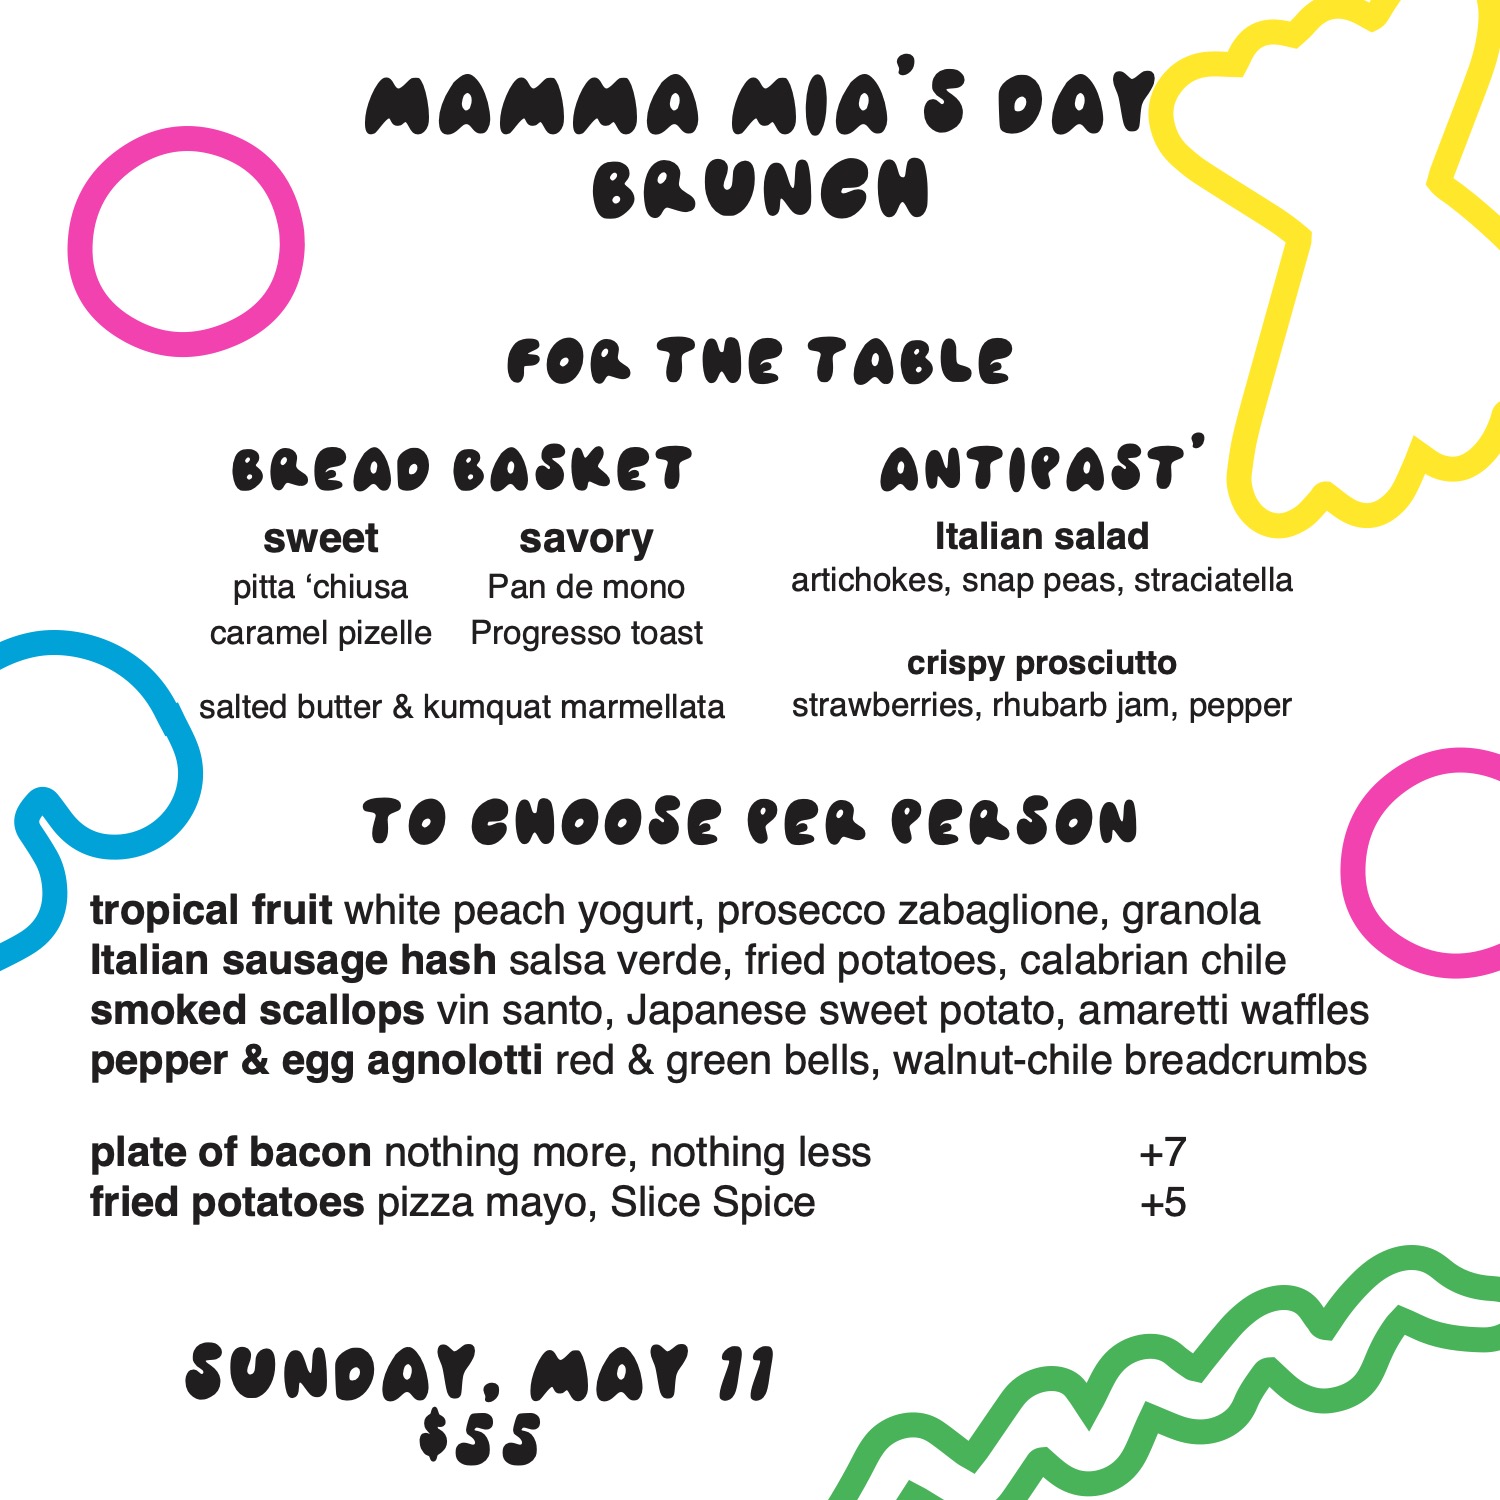 MAMMA MIA'S DAY
BRUNCH
FOR THE TABLE
BREAD BASKET
sweet savory
pitta ‘chiusa Pan de mono
caramel pizelle Progresso toast
salted butter & kumquat marmellata
ANTIPAST'
Italian salad
artichokes, snap peas, straciatella
crispy prosciutto
strawberries, rhubarb jam, pepper
TO CHOOSE PER PERSON
tropical fruit white peach yogurt, prosecco zabaglione, granola
Italian sausage hash salsa verde, fried potatoes, calabrian chile
smoked scallops vin santo, Japanese sweet potato, amaretti waffles
pepper & egg agnolotti red & green bells, walnut-chile breadcrumbs
plate of bacon nothing more, nothing less +7
fried potatoes pizza mayo, Slice Spice +5
SUNDAY, MAY 11
$55